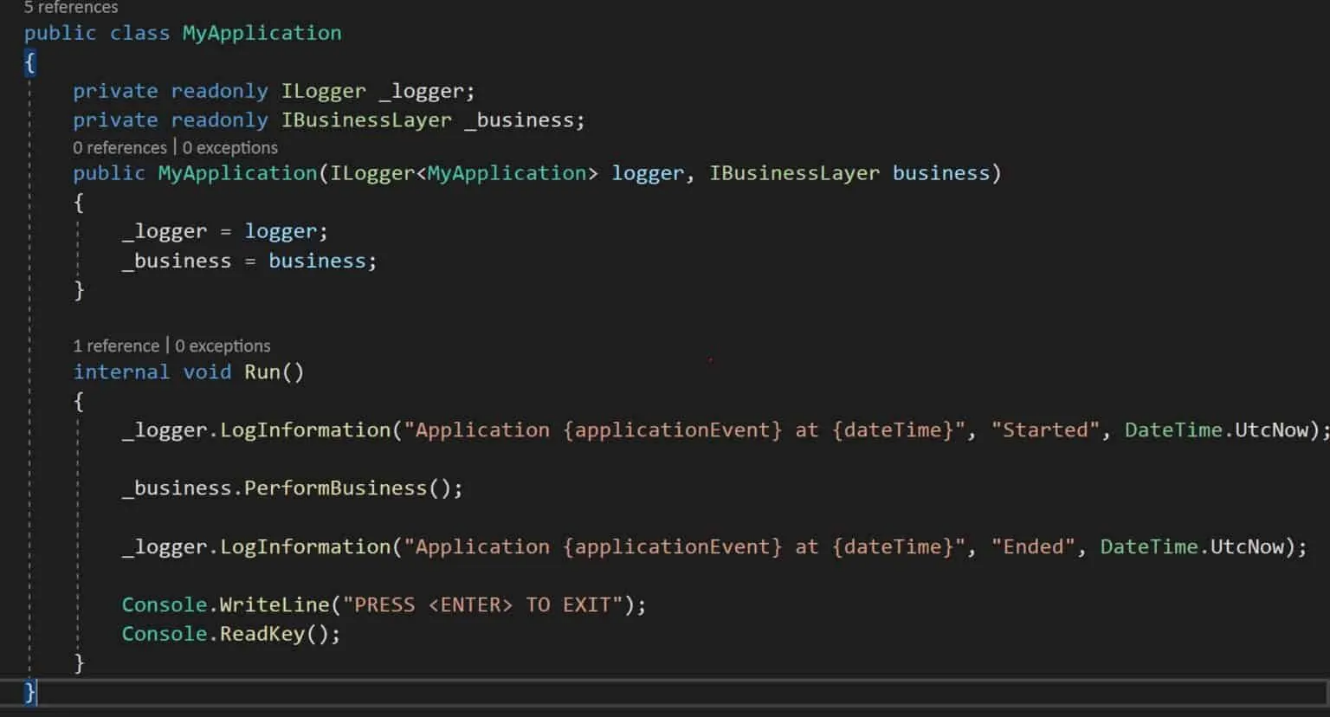 5 references
public class MyApplication
{
private readonly ILogger _logger;
private readonly IBusinessLayer _business;
0 references | 0 exceptions
public MyApplication(ILogger<MyApplication> logger, IBusinessLayer business)
{
_logger = logger;
_business = business;
}
1 reference | 0 exceptions
internal void Run()
{
_logger.LogInformation("Application {applicationEvent} at {dateTime}", "Started", DateTime.UtcNow);
_business.PerformBusiness();
_logger.LogInformation("Application {applicationEvent} at {dateTime}", "Ended", DateTime.UtcNow);
Console.WriteLine("PRESS <ENTER> TO EXIT");
Console.ReadKey();
}
}